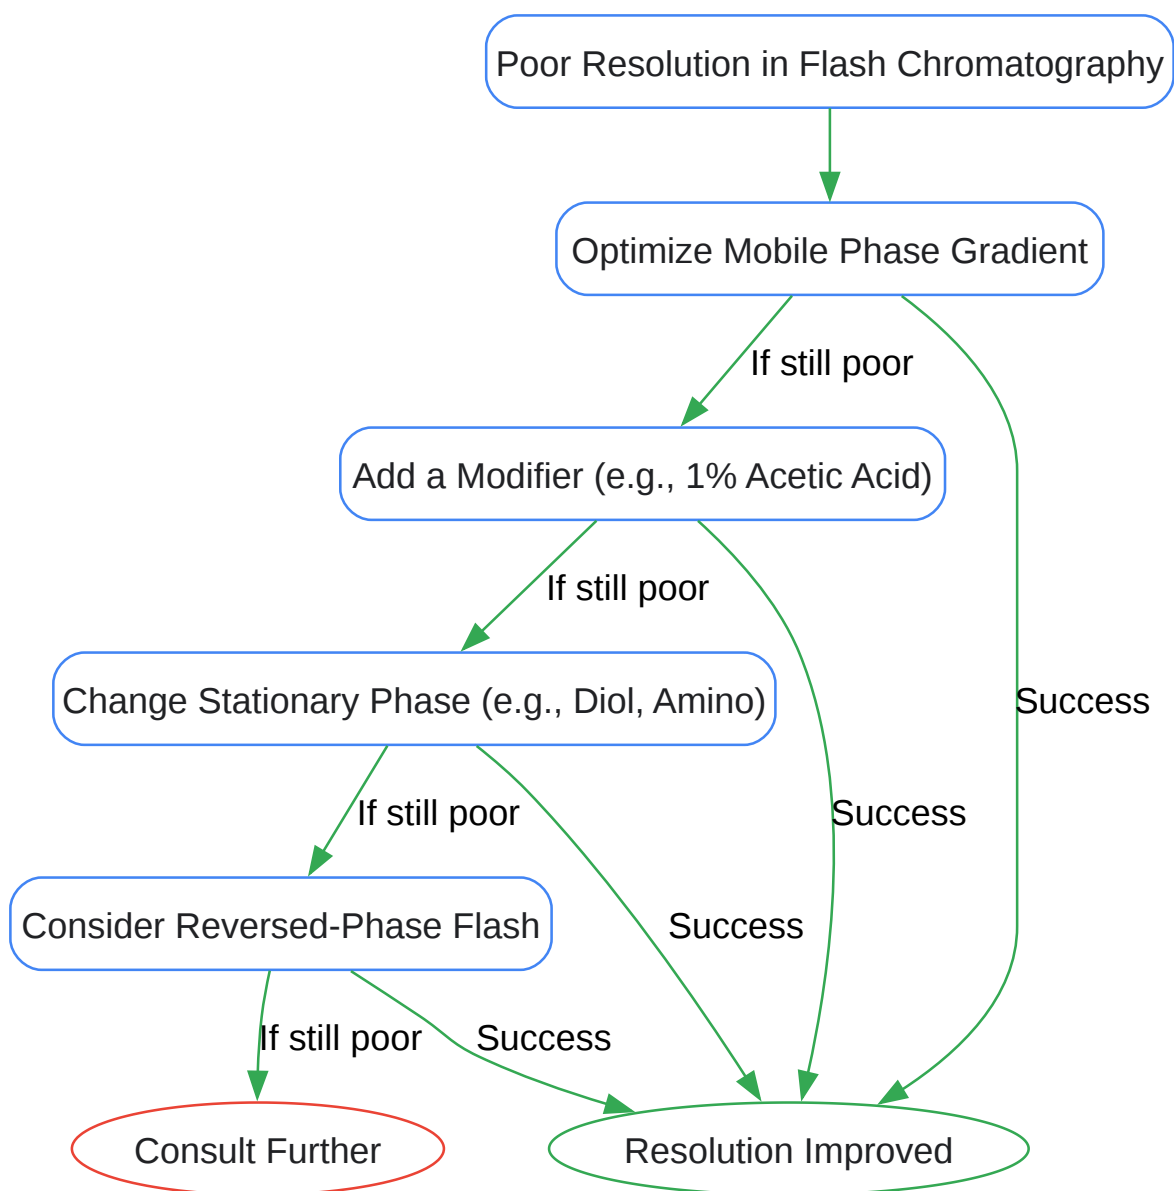 Poor Resolution in Flash Chromatography
Optimize Mobile Phase Gradient
If still poor
Add a Modifier (e.g., 1% Acetic Acid)
If still poor
Change Stationary Phase (e.g., Diol, Amino)
Success
If still poor
Success
Consider Reversed-Phase Flash
Success
If still poor
Success
Consult Further
Resolution Improved